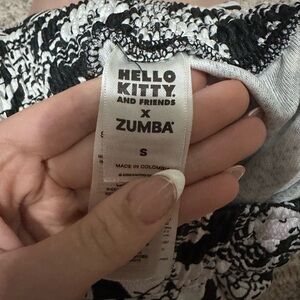 HELLO
KITTY
AND FRIENDS
X
ZUMBA
S
MADE IN COLOMBIA